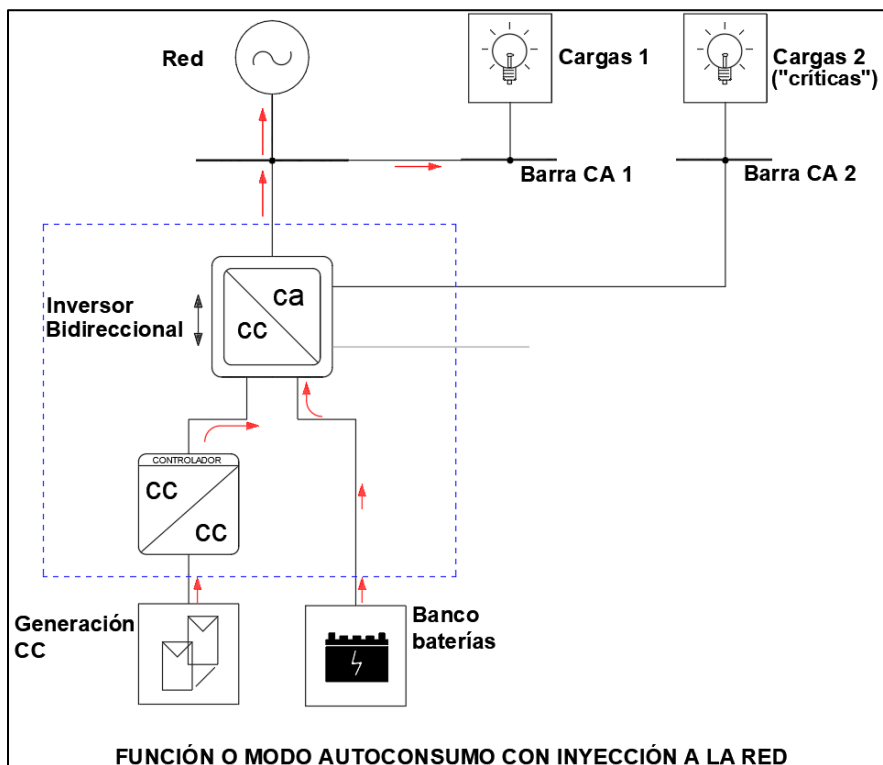 Red
Cargas 1
Cargas 2
("críticas")
Barra CA 1
Barra CA 2
Inversor
Bidireccional
ca
cc
CONTROLADOR
CC
CC
Generación
CC
Banco
baterías
FUNCIÓN O MODO AUTOCONSUMO CON INYECCIÓN A LA RED